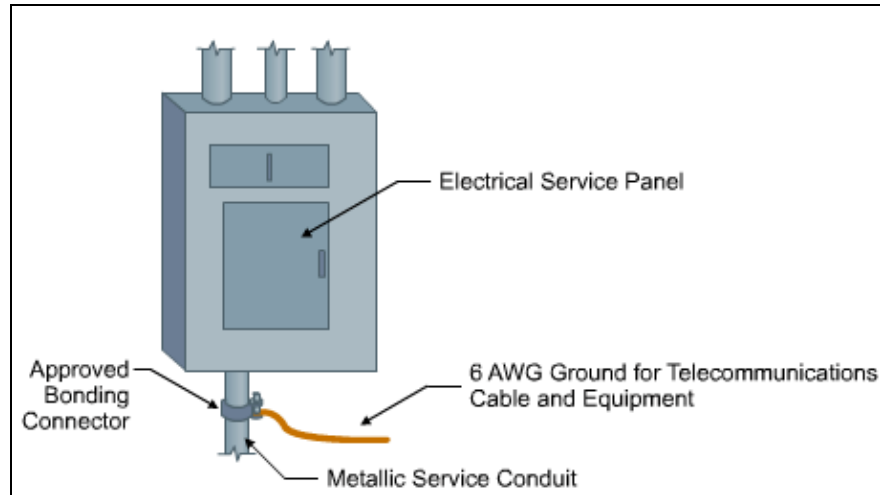 Electrical Service Panel
Approved
Bonding
Connector
6 AWG Ground for Telecommunications
Cable and Equipment
Metallic Service Conduit